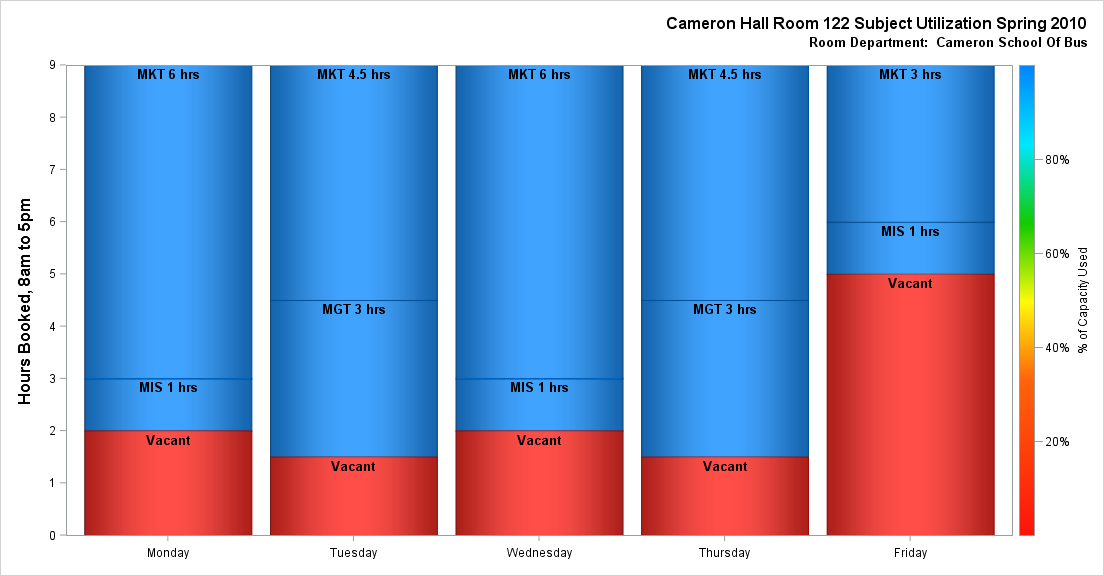 Cameron Hall Room 122 Subject Utilization Spring 2010
Room Department:  Cameron School Of Bus
Hours Booked, 8am to 5pm
9
8
7
6
5
4
3
2
1
0
MKT 6 hrs
MIS 1 hrs
Vacant
MKT 4.5 hrs
MGT 3 hrs
Vacant
MKT 6 hrs
MIS 1 hrs
Vacant
MKT 4.5 hrs
MGT 3 hrs
Vacant
MKT 3 hrs
MIS 1 hrs
Vacant
Monday
Tuesday
Wednesday
Thursday
Friday
80%
60%
40%
20%
% of Capacity Used